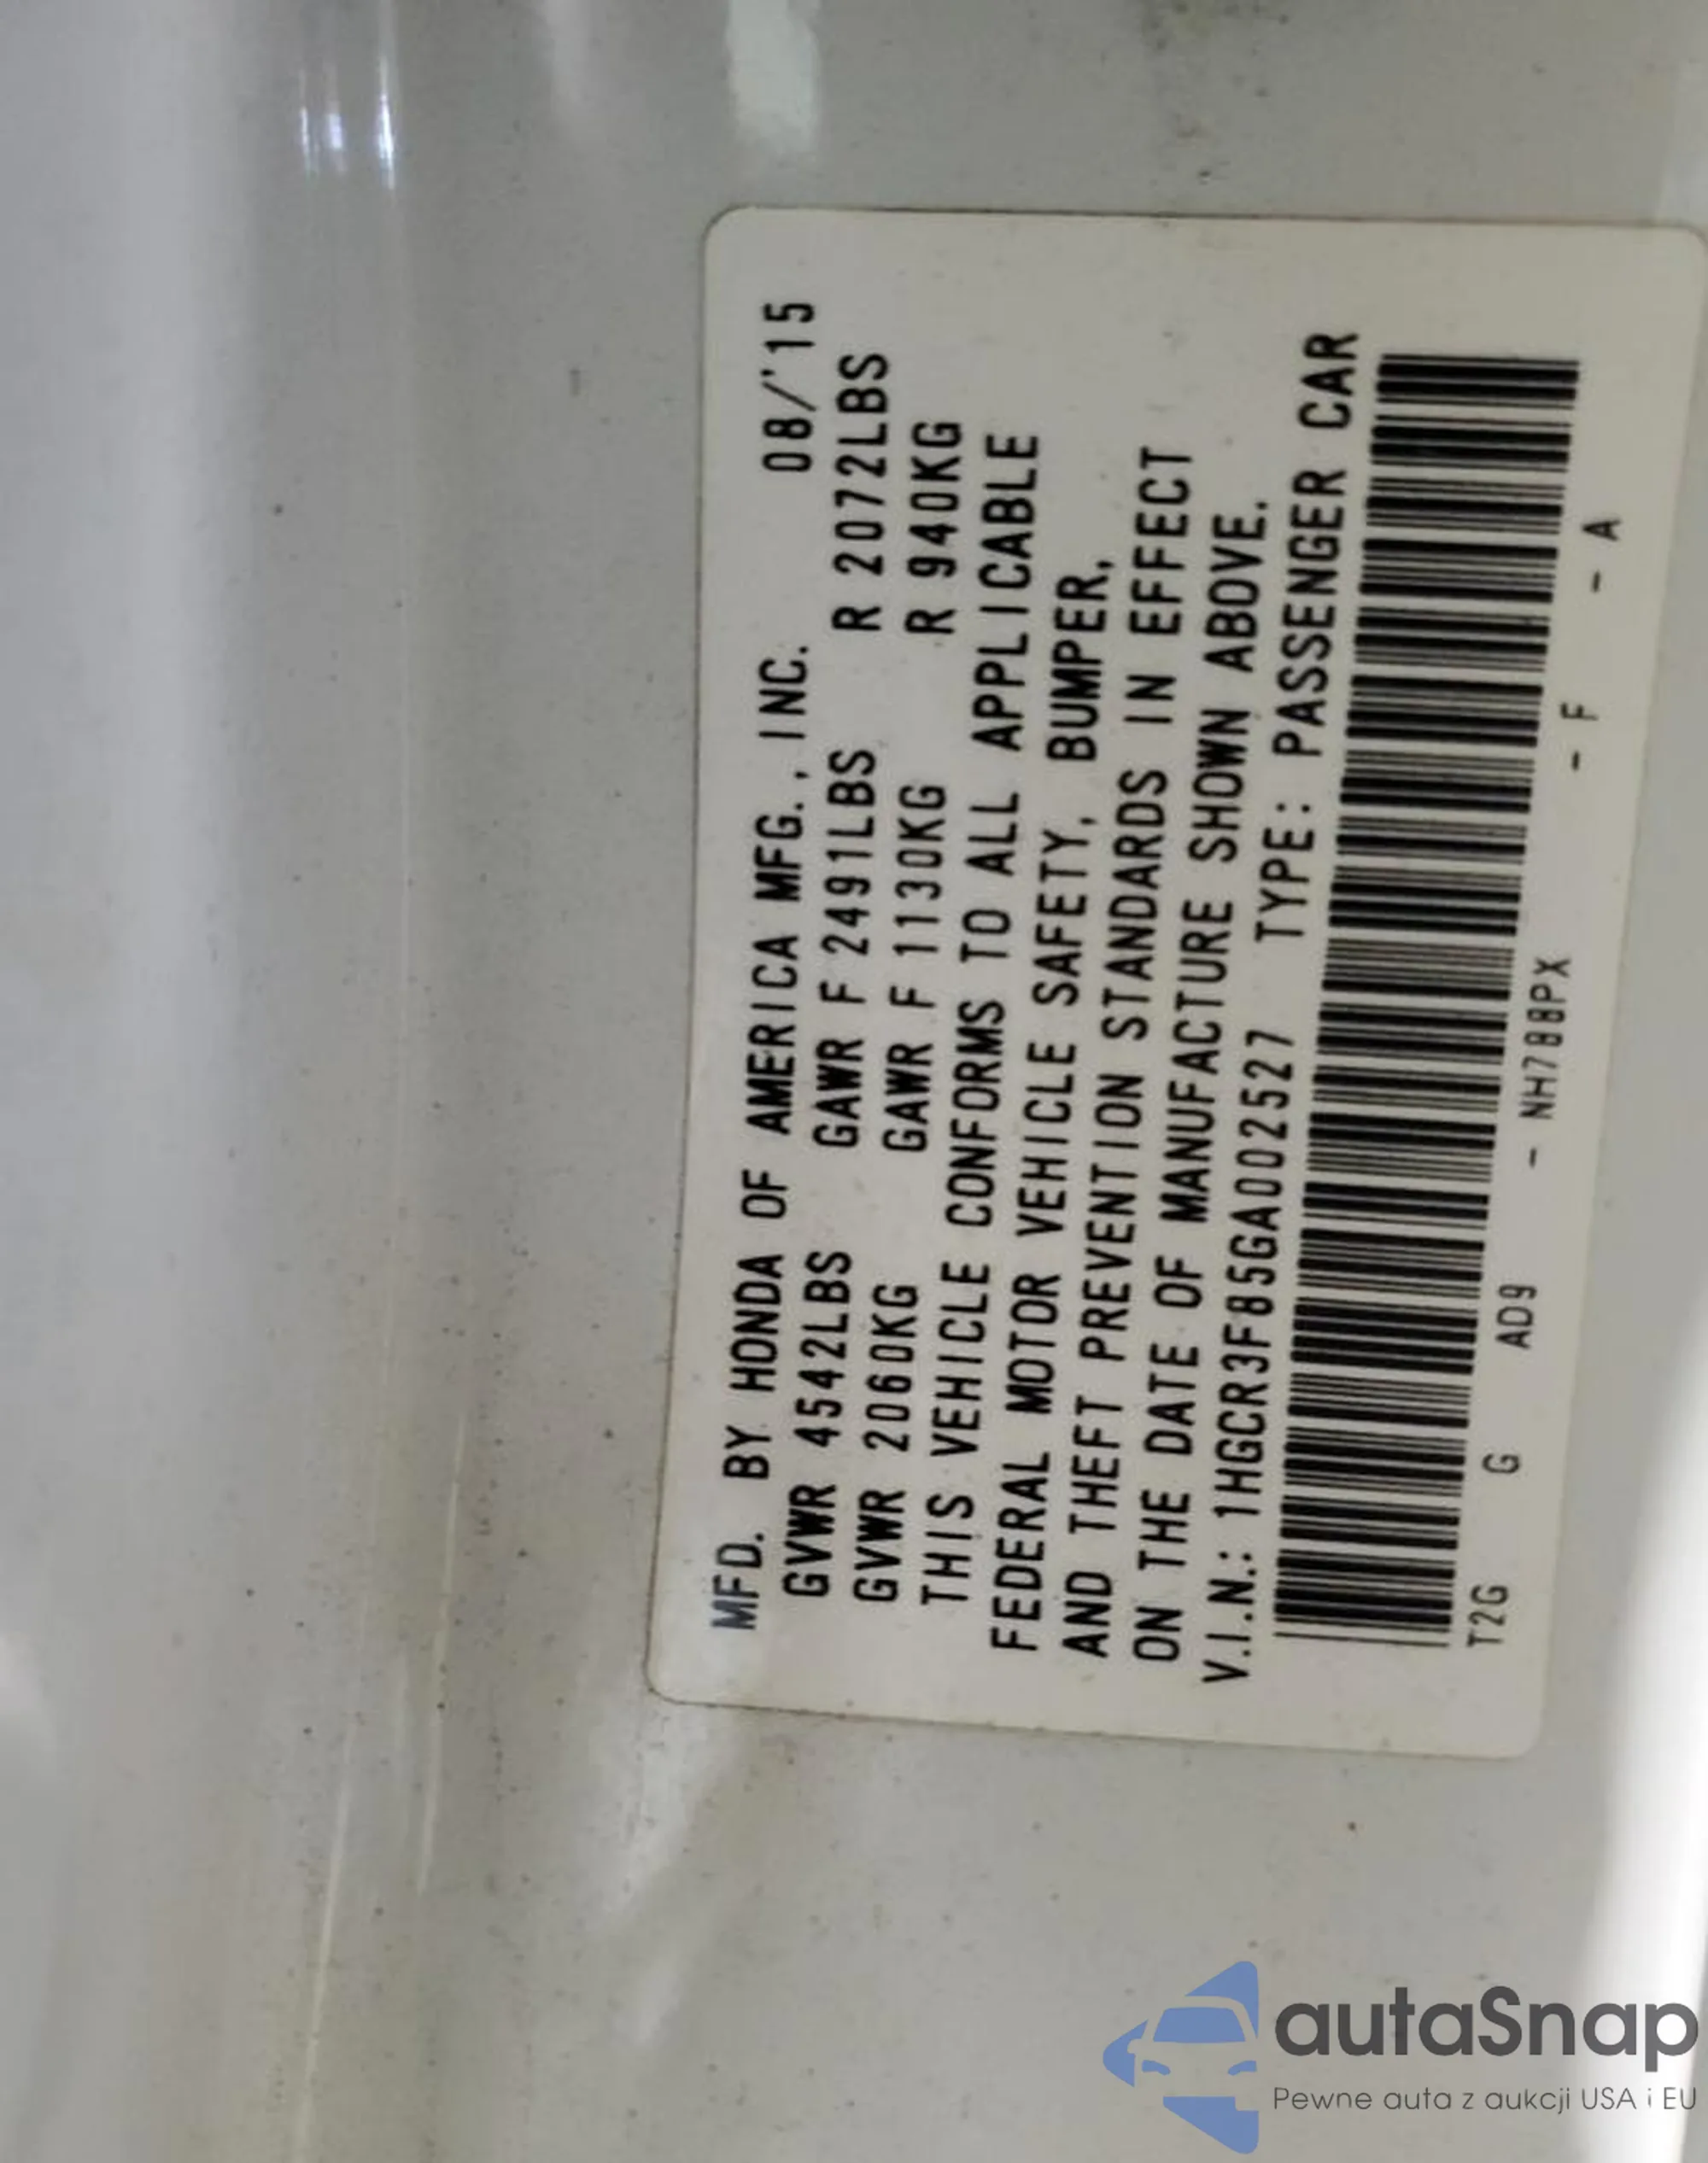 MFD. BY HONDA OF AMERICA MFG., INC. 08/'15
GVWR 4542LBS GAWR F 2491LBS R 2072LBS
GVWR 2060KG GAWR F 1130KG R 940KG
THIS VEHICLE CONFORMS TO ALL APPLICABLE
FEDERAL MOTOR VEHICLE SAFETY, BUMPER,
AND THEFT PREVENTION STANDARDS IN EFFECT
ON THE DATE OF MANUFACTURE SHOWN ABOVE.
V.I.N.: 1HGCR3F85GA002527 TYPE: PASSENGER CAR
T2G G AD9 - NH788PX - F - A
autaSnap
Pewne auta z aukcji USA i EU